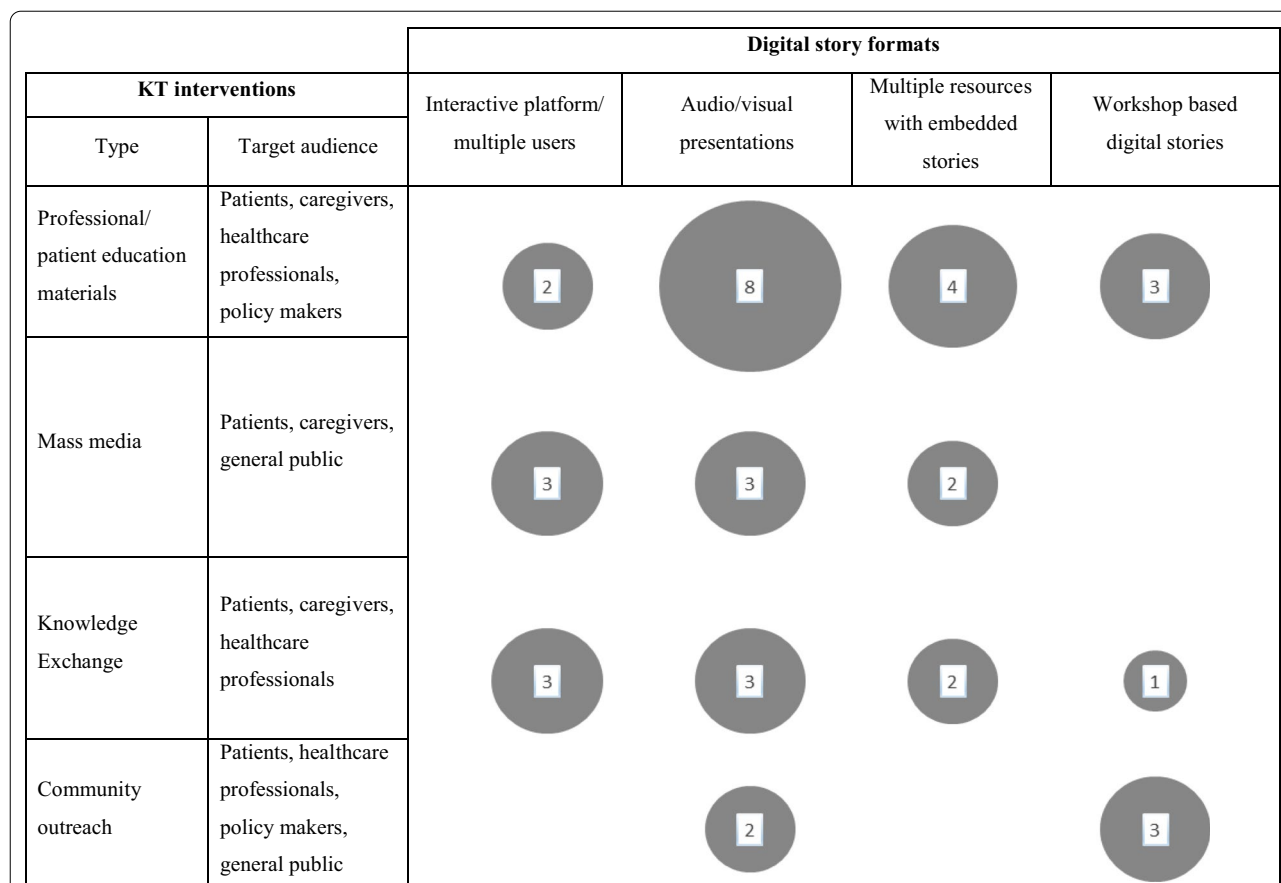 Digital story formats
KT interventions
Interactive platform/
multiple users
Audio/visual
presentations
Multiple resources
with embedded
stories
Workshop based
digital stories
Type
Target audience
Professional/
patient education
materials
Patients, caregivers,
healthcare
professionals,
policy makers
2
8
4
3
Mass media
Patients, caregivers,
general public
3
3
2
Knowledge
Exchange
Patients, caregivers,
healthcare
professionals
3
3
2
1
Community
outreach
Patients, healthcare
professionals,
policy makers,
general public
2
3